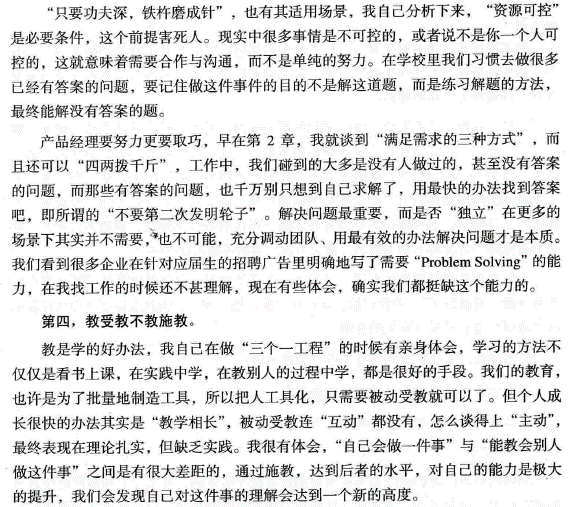 “只要功夫深，铁杵磨成针”，也有其适用场景，我自己分析下来，“资源可控”
是必要条件，这个前提害死人。现实中很多事情是不可控的，或者说不是你一个人可
控的，这就意味着需要合作与沟通，而不是单纯的努力。在学校里我们习惯去做很多
已经有答案的问题，要记住做这件事件的目的不是解这道题，而是练习解题的方法，
最终能解没有答案的题。
产品经理要努力更要取巧，早在第 2 章，我就谈到“满足需求的三种方式”，而
且还可以“四两拨千斤”，工作中，我们碰到的大多是没有人做过的，甚至没有答案
的问题，而那些有答案的问题，也千万别只想到自己求解了，用最快的办法找到答案
吧，即所谓的“不要第二次发明轮子”。解决问题最重要，而是否“独立”在更多的
场景下其实并不需要，也不可能，充分调动团队、用最有效的办法解决问题才是本质。
我们看到很多企业在针对应届生的招聘广告里明确地写了需要“Problem Solving”的能
力，在我找工作的时候还不甚理解，现在有些体会，确实我们都挺缺这个能力的。
第四，教受教不教施教。
教是学的好办法，我自己在做“三个一工程”的时候有亲身体会，学习的方法不
仅仅是看书上课，在实践中学，在教别人的过程中学，都是很好的手段。我们的教育，
也许是为了批量地制造工具，所以把人工具化，只需要被动受教就可以了。但个人成
长很快的办法其实是“教学相长”，被动受教连“互动”都没有，怎么谈得上“主动”，
最终表现在理论扎实，但缺乏实践。我很有体会，“自己会做一件事”与“能教会别人
做这件事”之间是有很大差距的，通过施教，达到后者的水平，对自己的能力是极大
的提升，我们会发现自己对这件事的理解会达到一个新的高度。